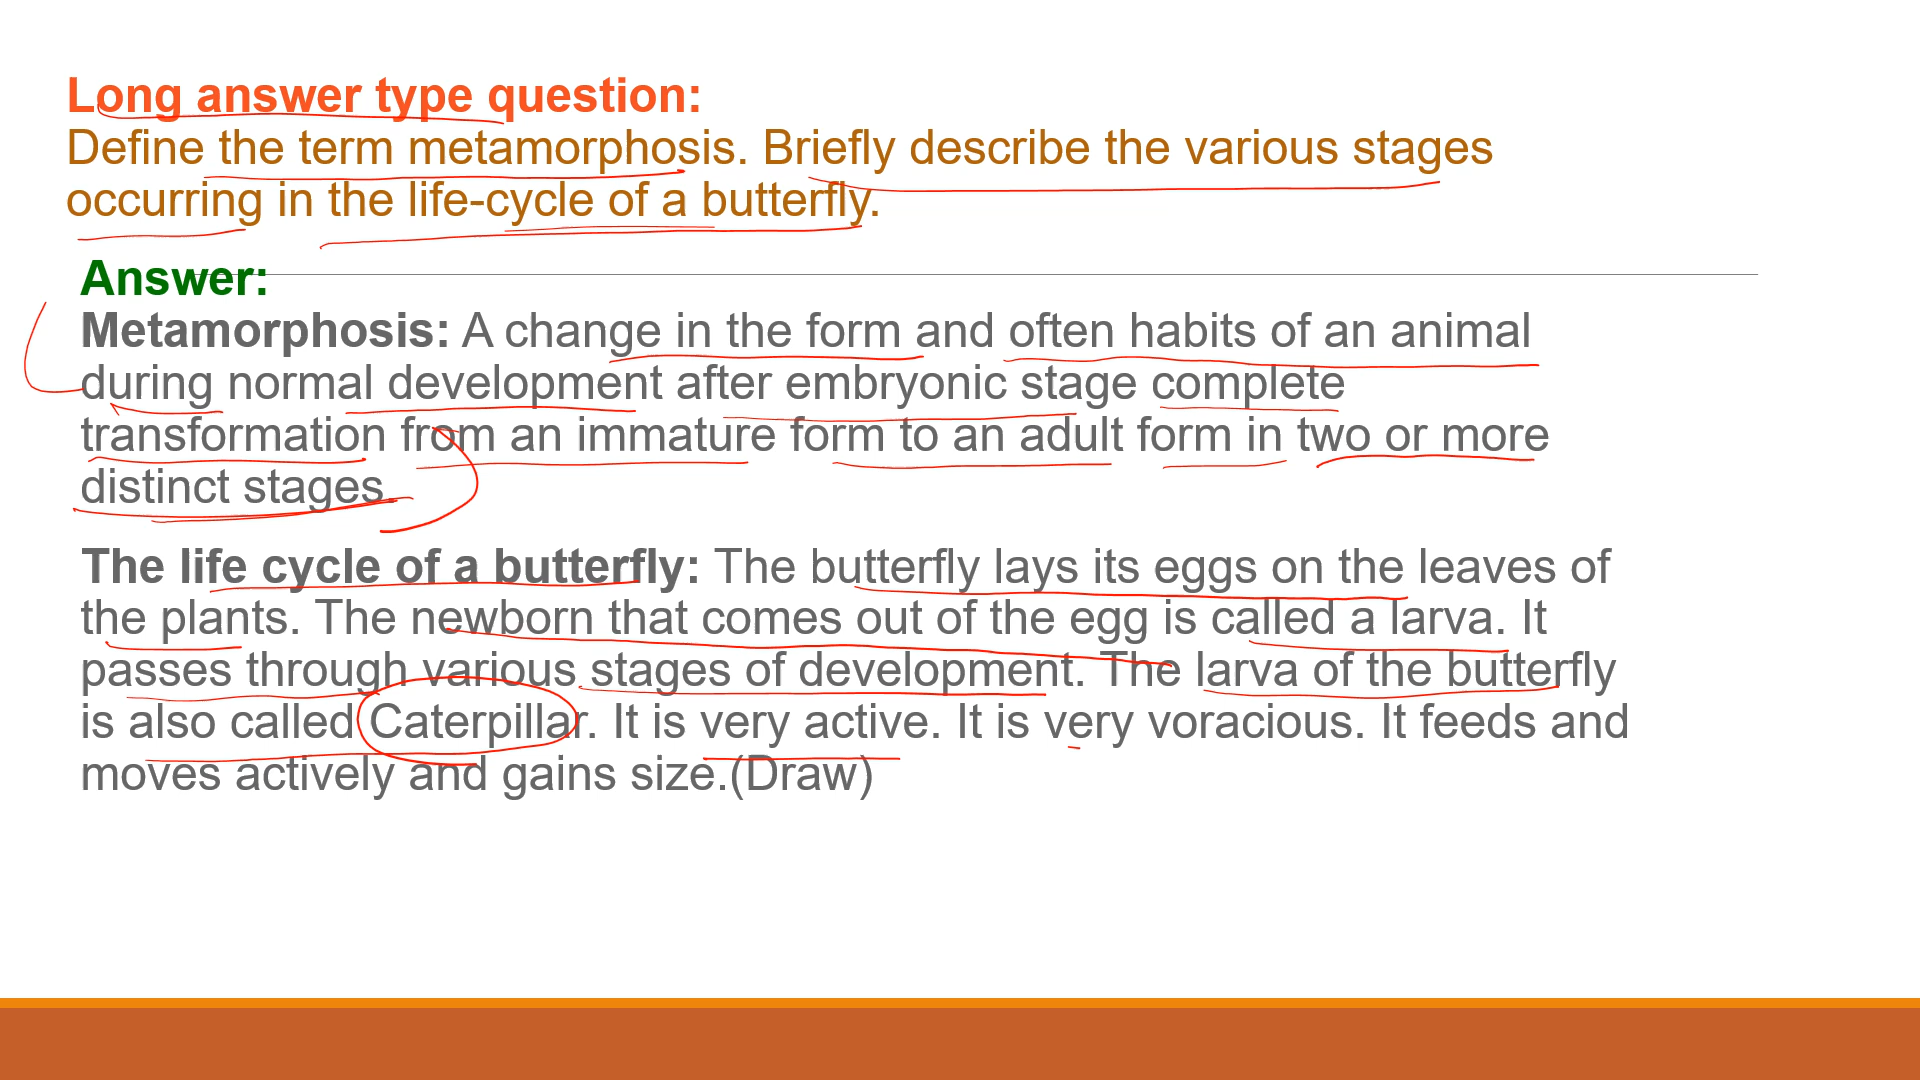 Long answer type question:
Define the term metamorphosis. Briefly describe the various stages
occurring in the life-cycle of a butterfly.
Answer:
Metamorphosis: A change in the form and often habits of an animal
during normal development after embryonic stage complete
transformation from an immature form to an adult form in two or more
distinct stages.
The life cycle of a butterfly: The butterfly lays its eggs on the leaves of
the plants. The newborn that comes out of the egg is called a larva. It
passes through various stages of development. The larva of the butterfly
is also called Caterpillar. It is very active. It is very voracious. It feeds and
moves actively and gains size.(Draw)